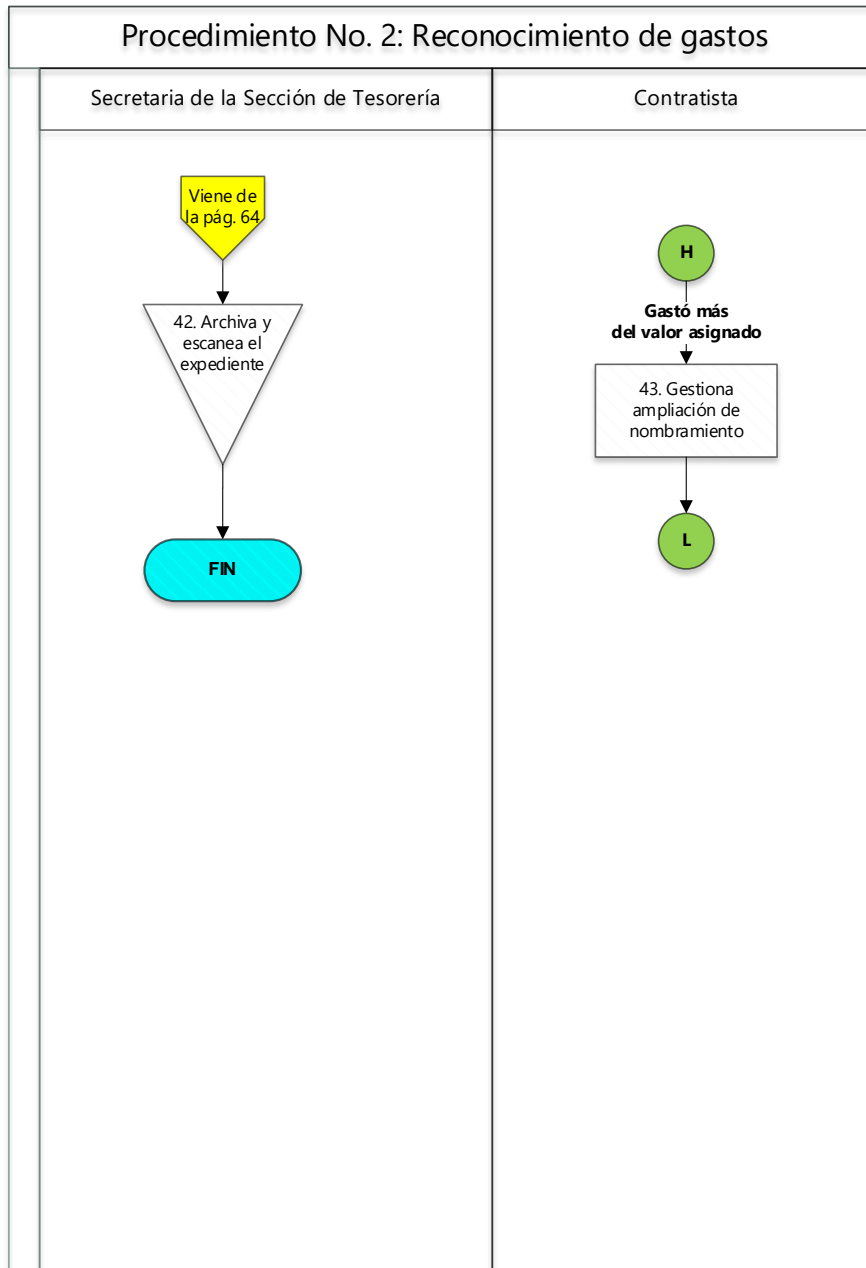 Procedimiento No. 2: Reconocimiento de gastos
Secretaria de la Sección de Tesorería
Contratista
Viene de
la pág. 64
42. Archiva y
escanea el
expediente
FIN
H
Gastó más
del valor asignado
43. Gestiona
ampliación de
nombramiento
L